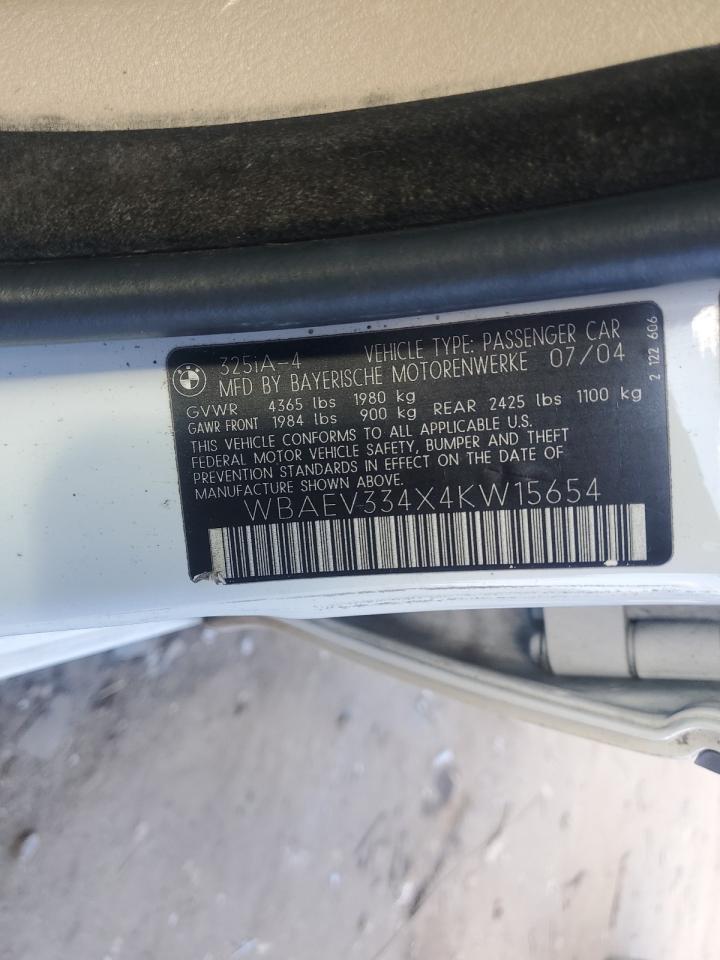 325iA-4 VEHICLE TYPE: PASSENGER CAR
MFD BY BAYERISCHE MOTORENWERKE 07/04
GVWR 4365 lbs 1980 kg
GAWR FRONT 1984 lbs 900 kg REAR 2425 lbs 1100 kg
THIS VEHICLE CONFORMS TO ALL APPLICABLE U.S.
FEDERAL MOTOR VEHICLE SAFETY, BUMPER AND THEFT
PREVENTION STANDARDS IN EFFECT ON THE DATE OF
MANUFACTURE SHOWN ABOVE.
WBAEV334X4KW15654
2 122 606